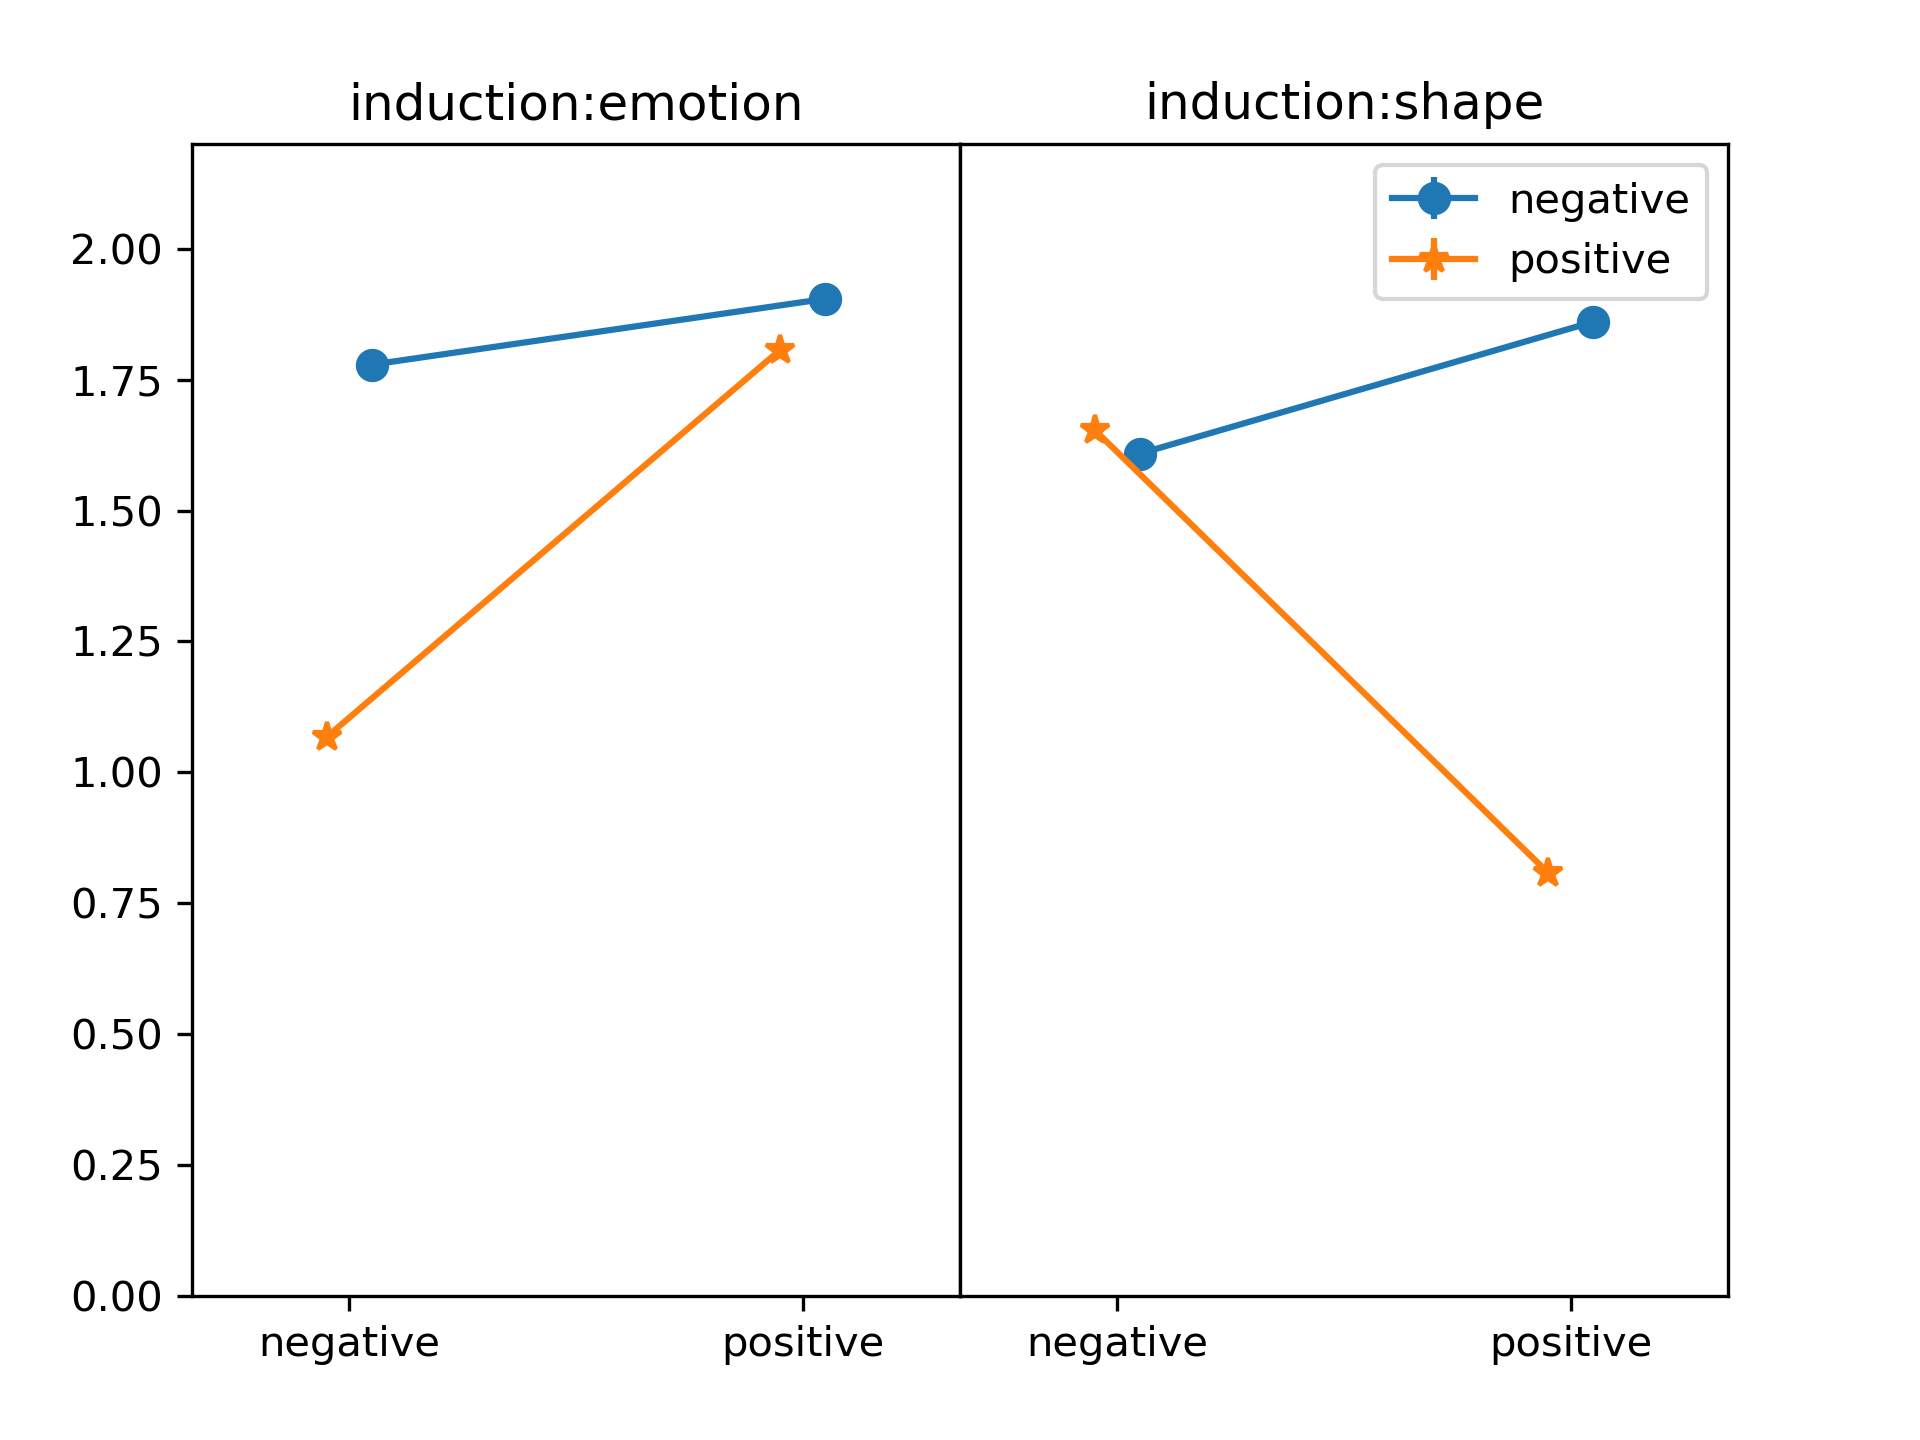 induction:emotion
induction:shape
negative
positive
2.00
1.75
1.50
1.25
1.00
0.75
0.50
0.25
0.00
negative
positive
negative
positive